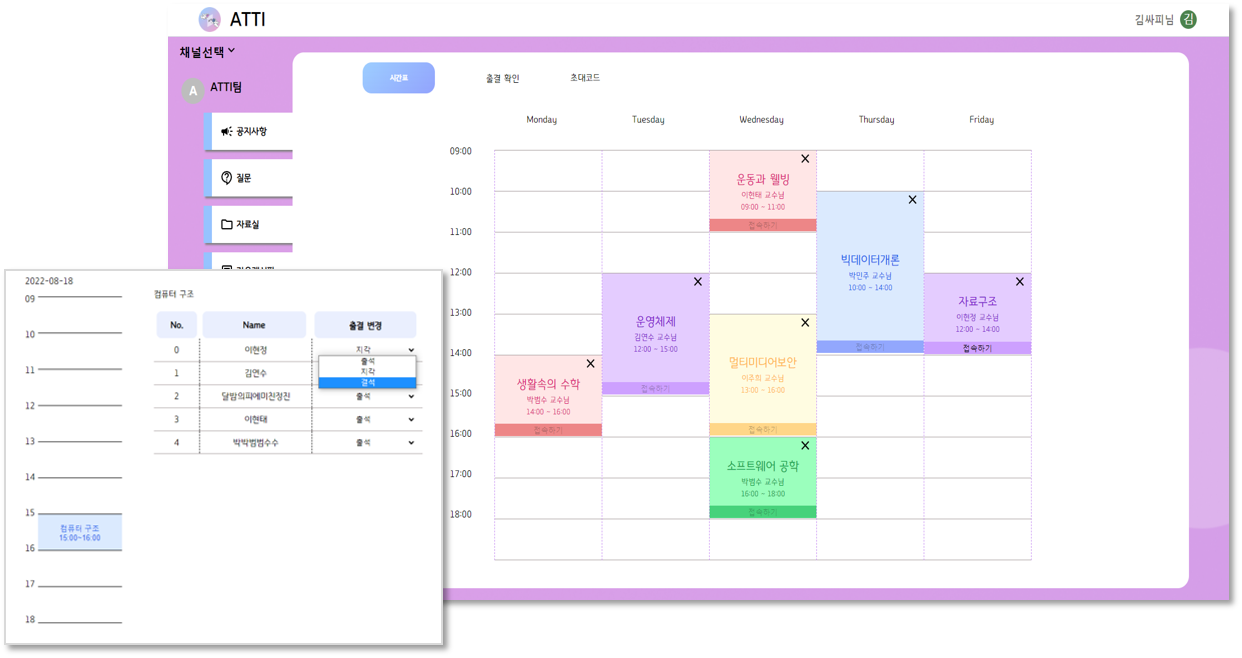 ATTI
김싸피님
김
채널선택
A
ATTI팀
공지사항
질문
자료실
시간표
출결 확인
초대코드
Monday
Tuesday
Wednesday
Thursday
Friday
09:00
10:00
11:00
12:00
13:00
14:00
15:00
16:00
17:00
18:00
생활속의 수학
박범수 교수님
14:00 ~ 16:00
접속하기
운영체제
김연수 교수님
12:00 ~ 15:00
접속하기
운동과 웰빙
이현태 교수님
09:00 ~ 11:00
접속하기
멀티미디어보안
이주희 교수님
13:00 ~ 16:00
접속하기
소프트웨어 공학
박범수 교수님
16:00 ~ 18:00
접속하기
빅데이터개론
박민주 교수님
10:00 ~ 14:00
접속하기
자료구조
이현정 교수님
12:00 ~ 14:00
접속하기
2022-08-18
09
10
11
12
13
14
15
컴퓨터 구조
15:00~16:00
16
17
18
컴퓨터 구조
No. Name 출결 변경
0 이현정 지각
출석
지각
결석
1 김연수
2 달밤의피에미친정진 출석
3 이현태 출석
4 박박범범수수 출석